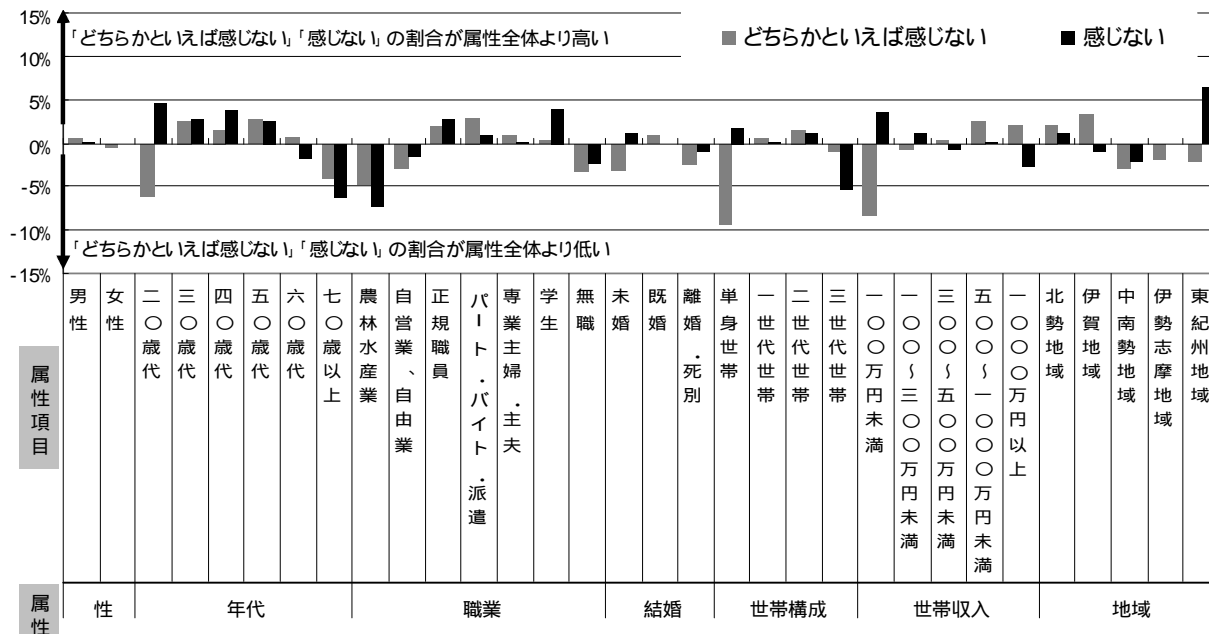 15%
10%
5%
0%
-5%
-10%
-15%
「どちらかといえば感じない」「感じない」の割合が属性全体より高い
どちらかといえば感じない
感じない
「どちらかといえば感じない」「感じない」の割合が属性全体より低い
属性項目
男性
女性
二〇歳代
三〇歳代
四〇歳代
五〇歳代
六〇歳代
七〇歳以上
農林水産業
自営業、自由業
正規職員
パート・バイト・派遣
専業主婦・主夫
学生
無職
未婚
既婚
離婚・死別
単身世帯
一世代世帯
二世代世帯
三世代世帯
一〇〇万円未満
一〇〇~三〇〇万円未満
三〇〇~五〇〇万円未満
五〇〇~一〇〇〇万円未満
一〇〇〇万円以上
北勢地域
伊賀地域
中南勢地域
伊勢志摩地域
東紀州地域
属性
性
年代
職業
結婚
世帯構成
世帯収入
地域